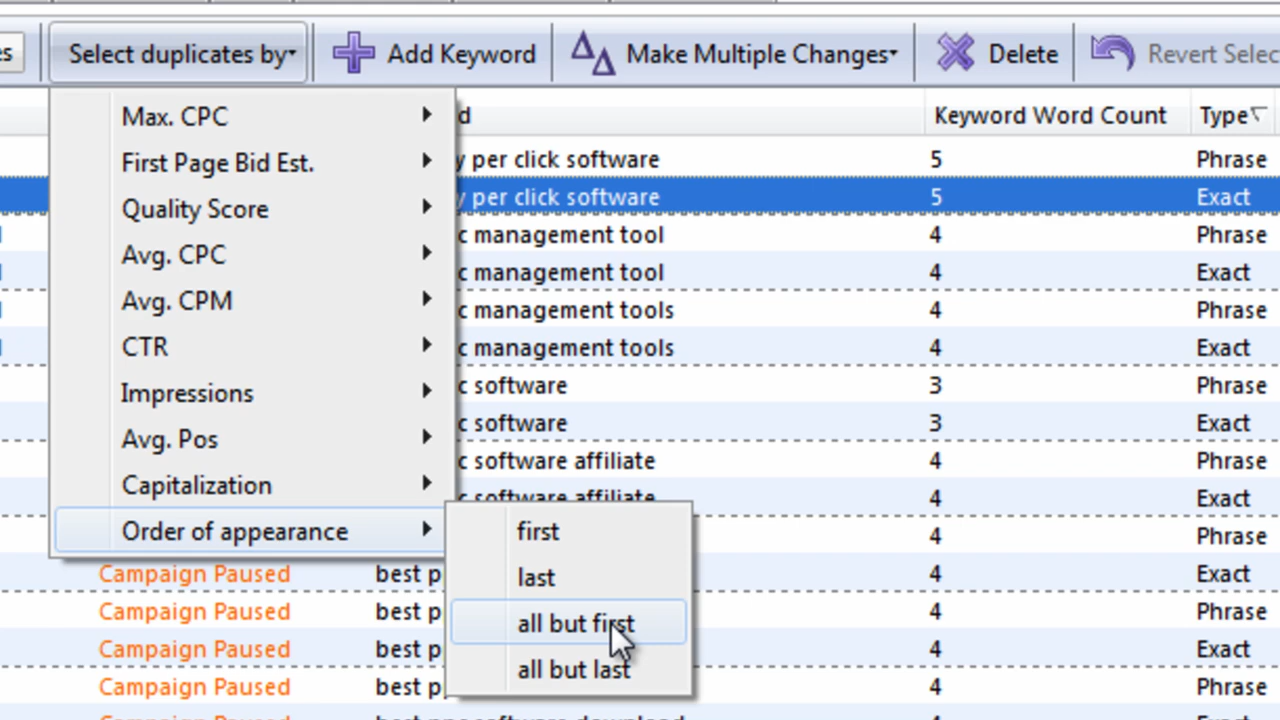 es Select duplicates by Add Keyword Make Multiple Changes Delete Revert Selec
d Keyword Word Count Type
y per click software 5 Phrase
y per click software 5 Exact
c management tool 4 Phrase
c management tool 4 Exact
c management tools 4 Phrase
c management tools 4 Exact
c software 3 Phrase
c software 3 Exact
c software affiliate 4 Phrase
c software affiliate 4 Exact
4 Phrase
Campaign Paused best p 4 Exact
Campaign Paused best p 4 Phrase
Campaign Paused best p 4 Exact
Campaign Paused best p 4 Phrase
Max. CPC
First Page Bid Est.
Quality Score
Avg. CPC
Avg. CPM
CTR
Impressions
Avg. Pos
Capitalization
Order of appearance
first
last
all but first
all but last